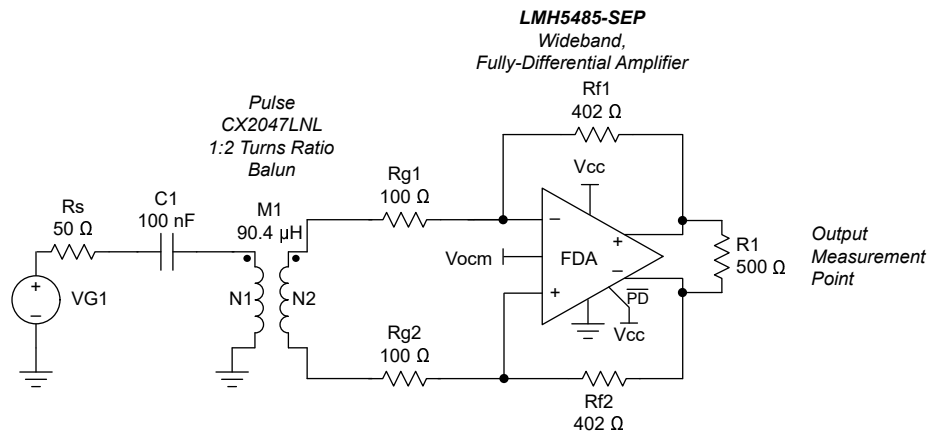 LMH5485-SEP
Wideband,
Fully-Differential Amplifier
Rf1
402 Ω
Pulse
CX2047LNL
1:2 Turns Ratio
Balun
Vcc
Rg1
100 Ω
C1
100 nF
M1
90.4 µH
Rs
50 Ω
−
+
R1
500 Ω
Output
Measurement
Point
Vocm
FDA
+
−
VG1
N1
N2
+
−
PD
Vcc
Rg2
100 Ω
Rf2
402 Ω